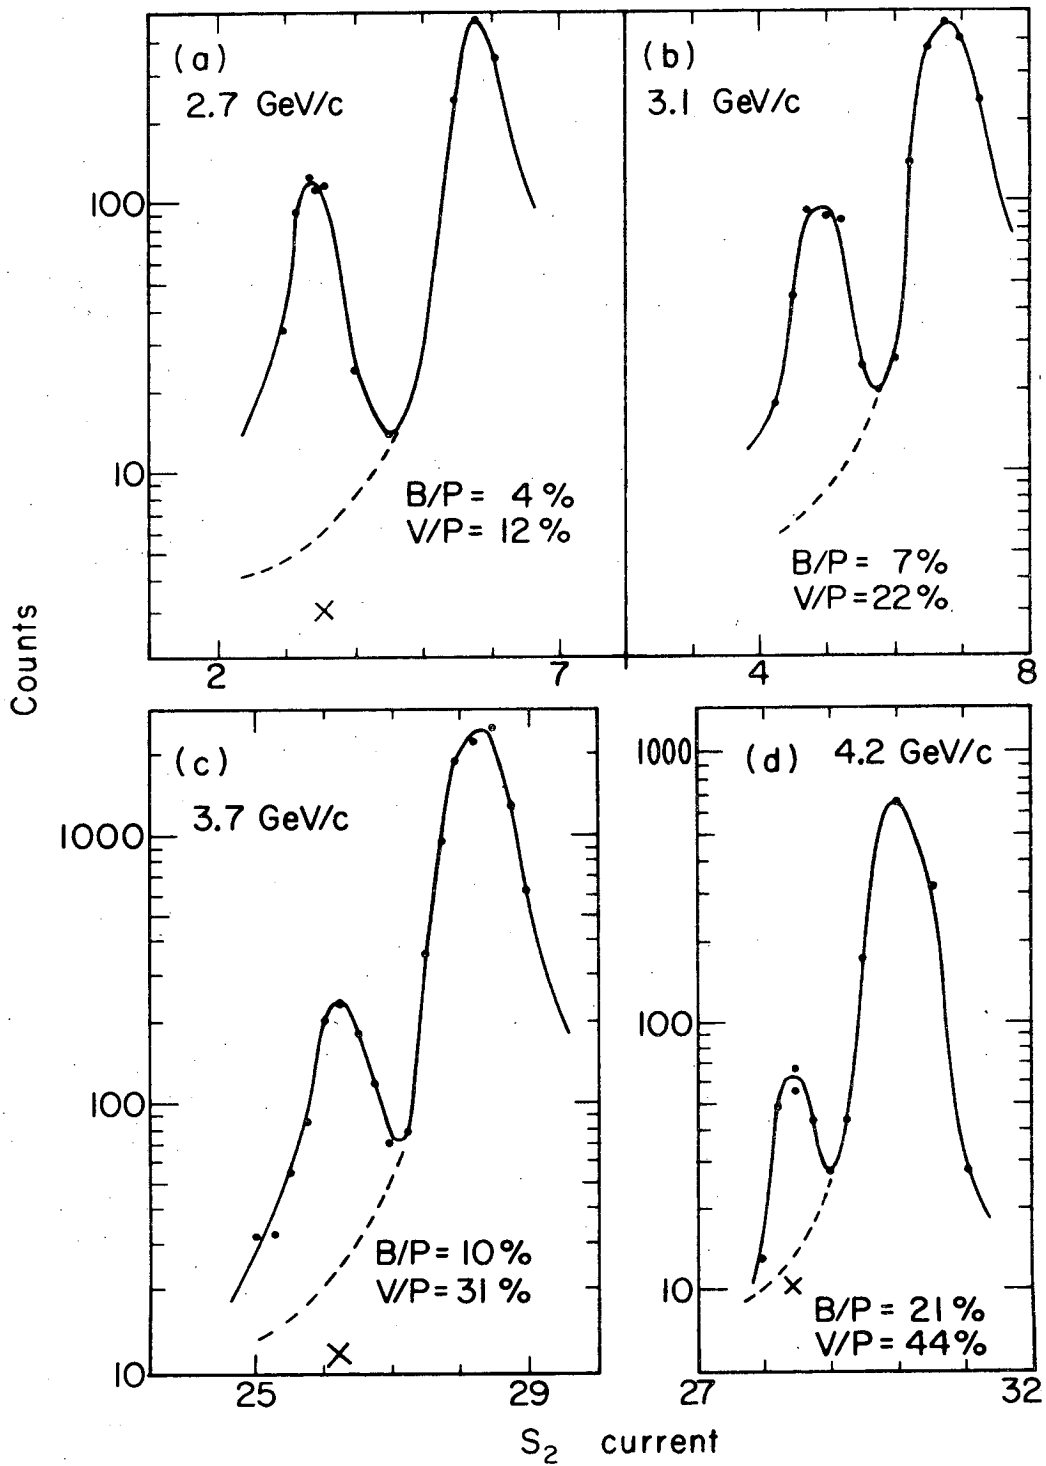 (a)
2.7 GeV/c
(b)
3.1 GeV/c
100
10
B/P = 4 %
V/P = 12 %
B/P = 7 %
V/P = 22 %
2
7
4
8
Counts
(c)
3.7 GeV/c
1000
100
10
B/P = 10 %
V/P = 31 %
25
29
1000
(d)
4.2 GeV/c
100
10
B/P = 21 %
V/P = 44 %
27
32
S₂ current